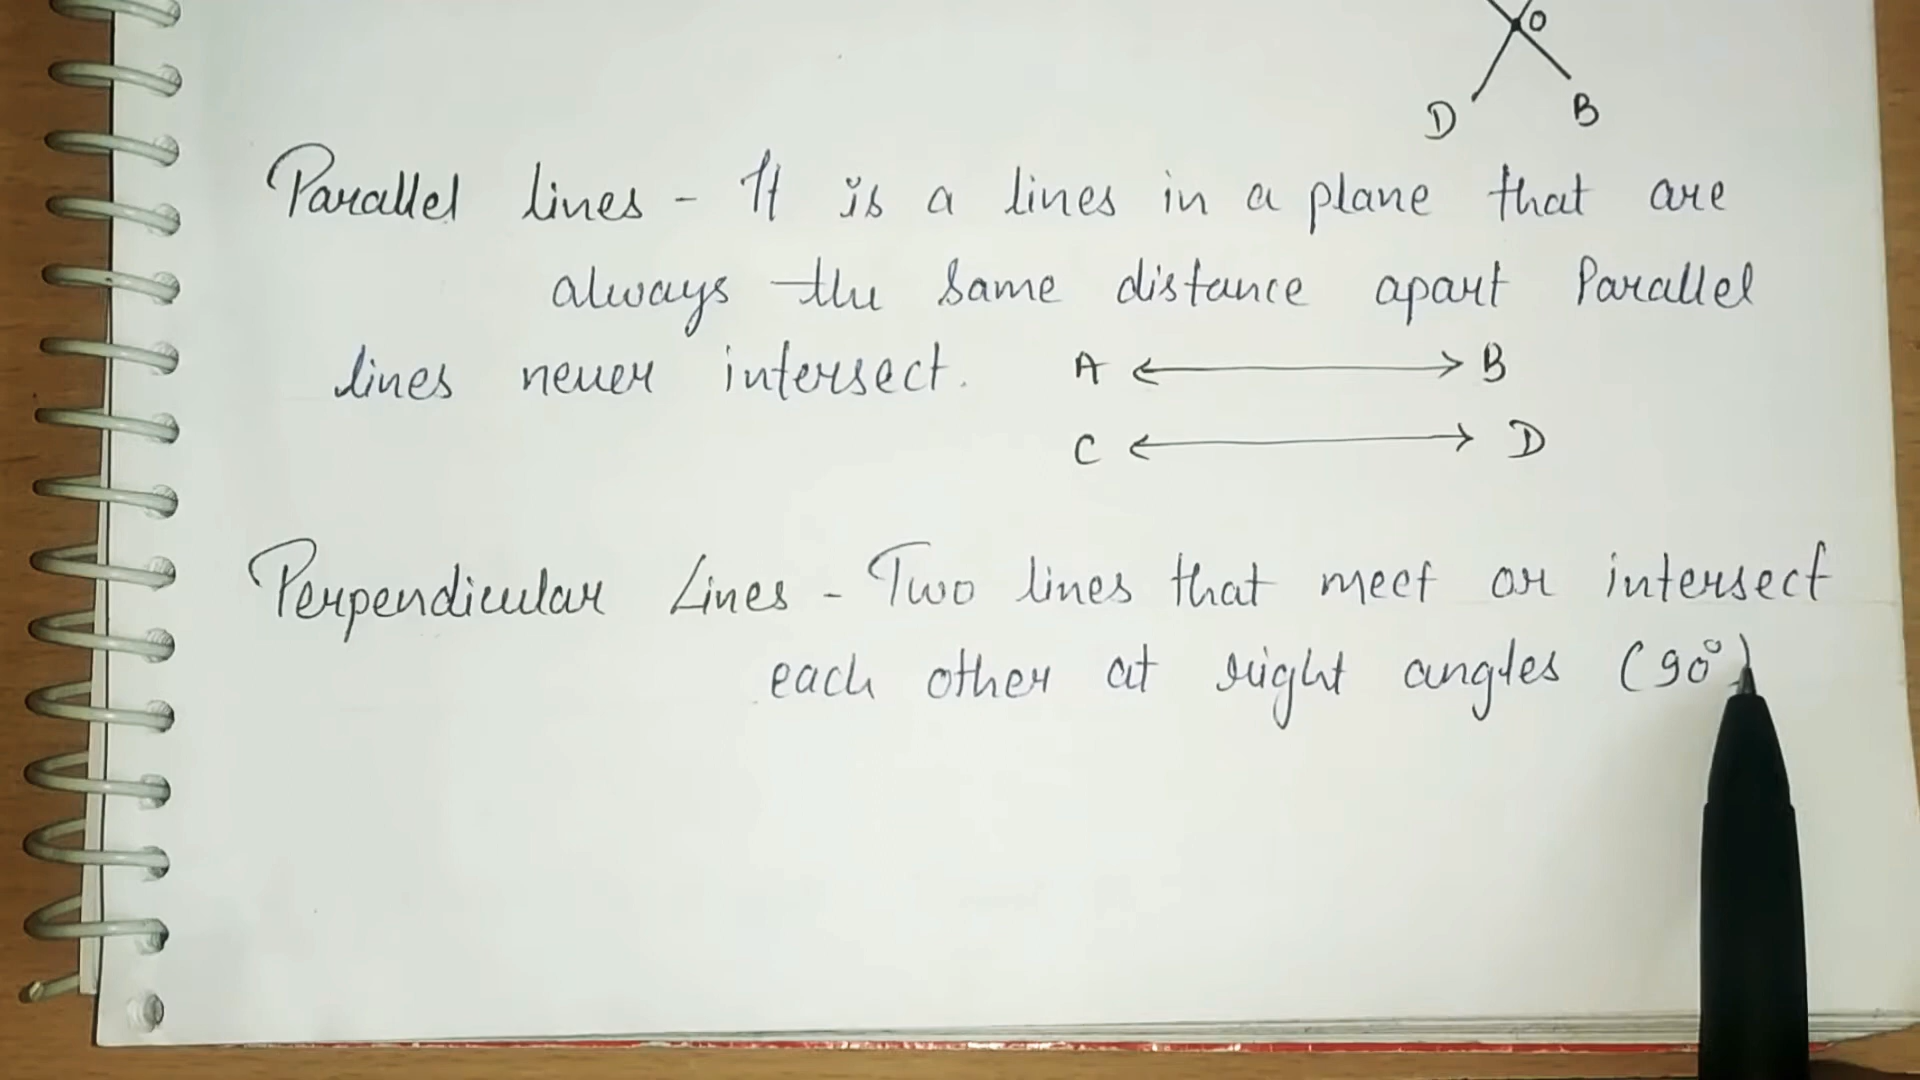 O
D B
Parallel lines - It is a lines in a plane that are
always the same distance apart Parallel
lines never intersect. A B
C D
Perpendicular Lines - Two lines that meet or intersect
each other at right angles (90°)